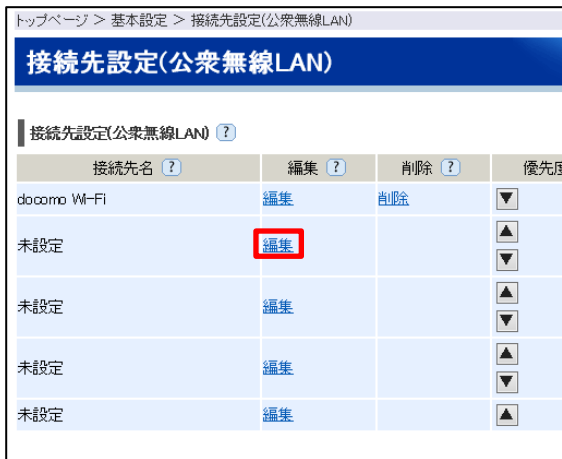 トップページ > 基本設定 > 接続先設定(公衆無線LAN)
接続先設定(公衆無線LAN)
接続先設定(公衆無線LAN) ?
接続先名 ? 編集 ? 削除 ? 優先度
docomo Wi-Fi 編集 削除 ▼
未設定 編集 ▲ ▼
未設定 編集 ▲ ▼
未設定 編集 ▲ ▼
未設定 編集 ▲